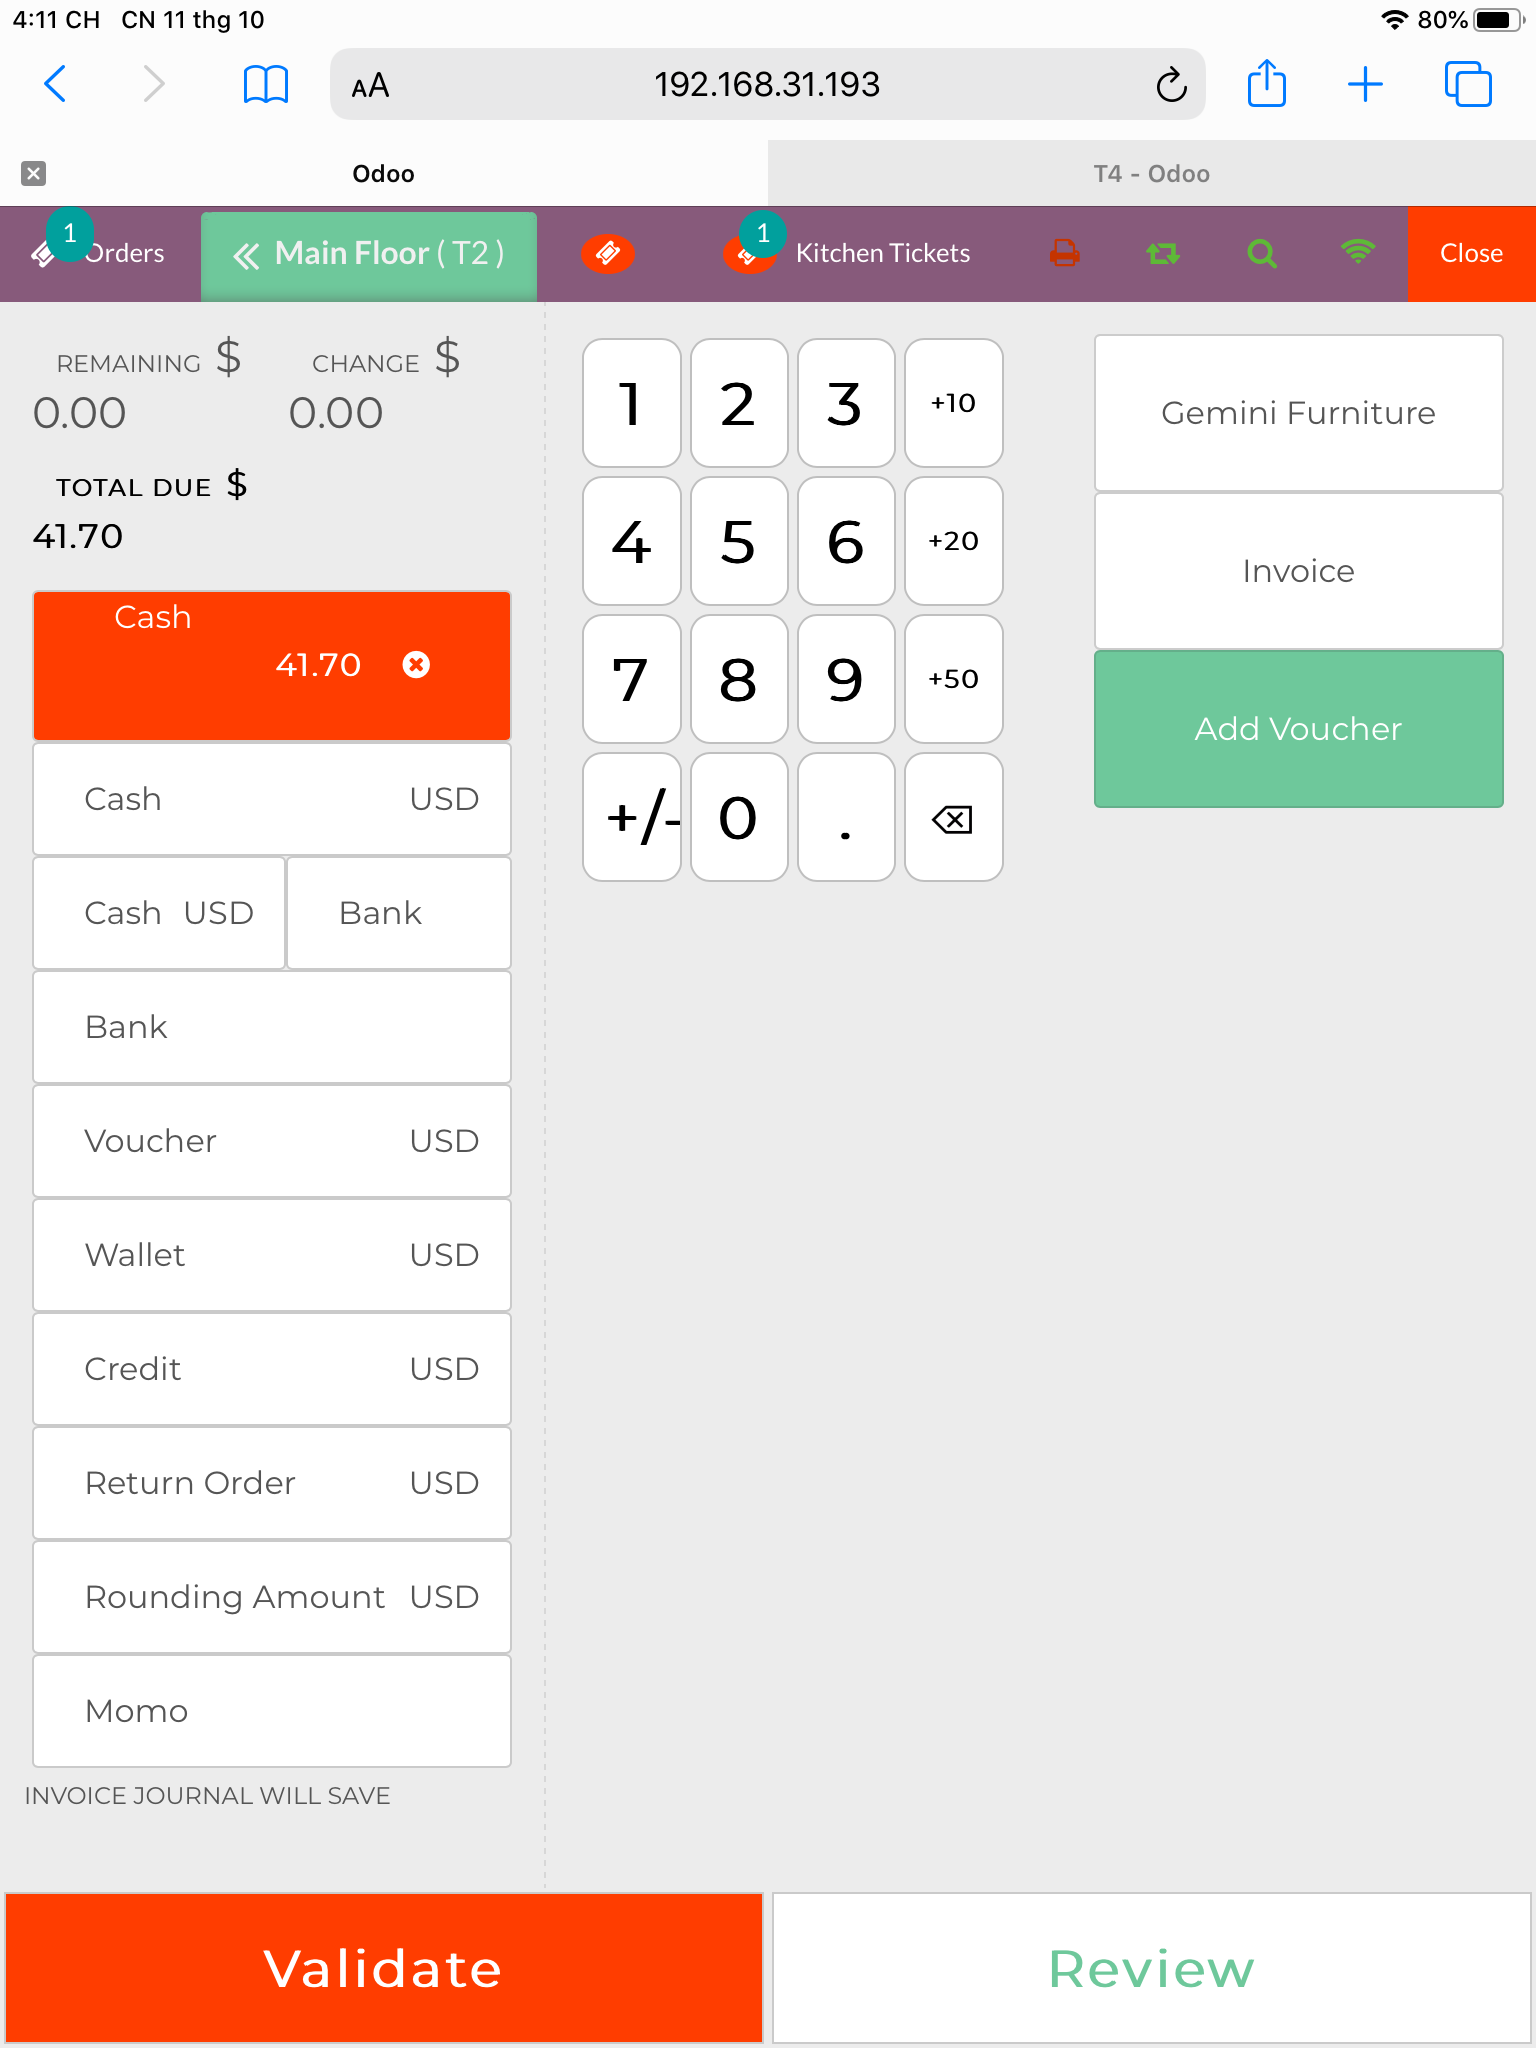 4:11 CH CN 11 thg 10 80%
AA 192.168.31.193
Odoo T4 - Odoo
1 Orders Main Floor ( T2 ) 1 Kitchen Tickets Close
REMAINING $ 0.00
CHANGE $ 0.00
TOTAL DUE $
41.70
Cash
41.70
Cash USD
Cash USD Bank
Bank
Voucher USD
Wallet USD
Credit USD
Return Order USD
Rounding Amount USD
Momo
INVOICE JOURNAL WILL SAVE
1 2 3 +10
4 5 6 +20
7 8 9 +50
+/- 0 .
Gemini Furniture
Invoice
Add Voucher
Validate Review